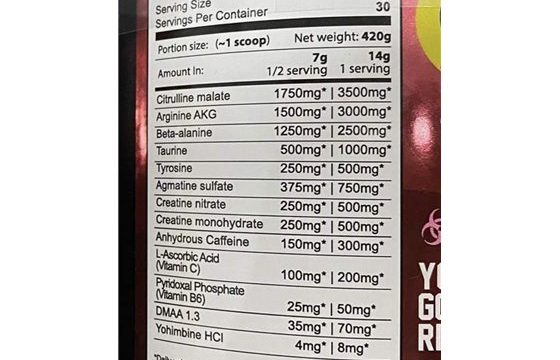 Serving Size
Servings Per Container 30
Portion size: (~1 scoop) Net weight: 420g
7g 14g
Amount In: 1/2 serving 1 serving
Citrulline malate 1750mg* | 3500mg*
Arginine AKG 1500mg* | 3000mg*
Beta-alanine 1250mg* | 2500mg*
Taurine 500mg* | 1000mg*
Tyrosine 250mg* | 500mg*
Agmatine sulfate 375mg* | 750mg*
Creatine nitrate 250mg* | 500mg*
Creatine monohydrate 250mg* | 500mg*
Anhydrous Caffeine 150mg* | 300mg*
L-Ascorbic Acid
(Vitamin C) 100mg* | 200mg*
Pyridoxal Phosphate
(Vitamin B6) 25mg* | 50mg*
DMAA 1.3 35mg* | 70mg*
Yohimbine HCl 4mg* | 8mg*